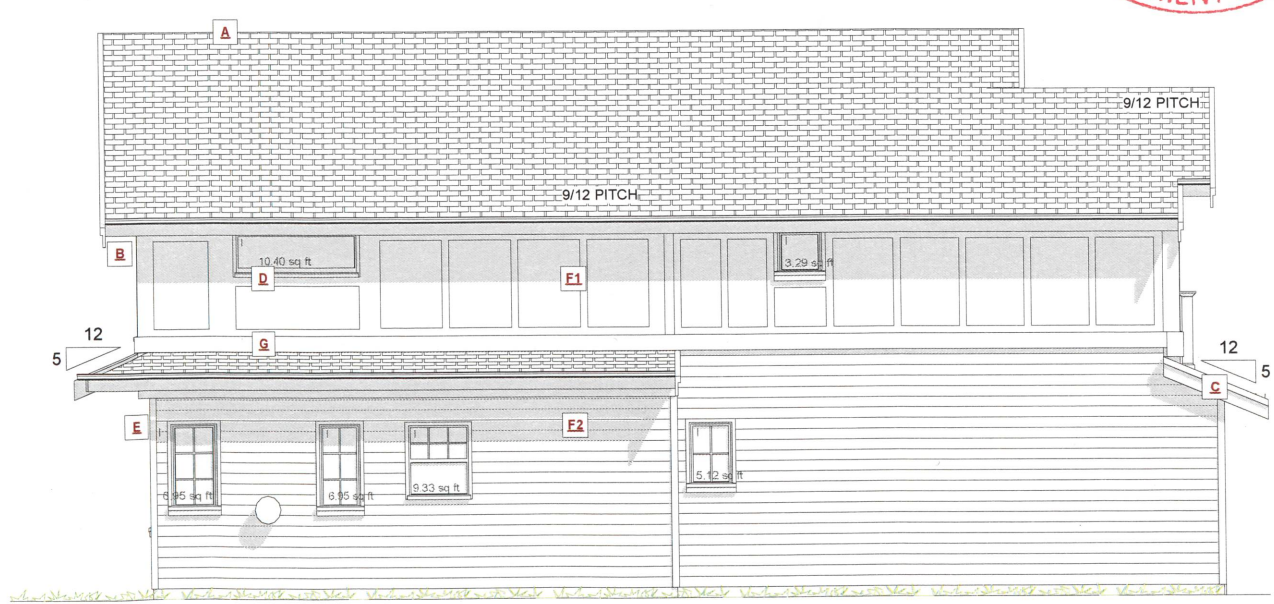 MENT
A
9/12 PITCH
9/12 PITCH
B
10.40 sq ft
3.29 sq ft
D
F1
12
5
G
12
5
C
E
F2
6.95 sq ft
6.95 sq ft
9.33 sq ft
5.12 sq ft